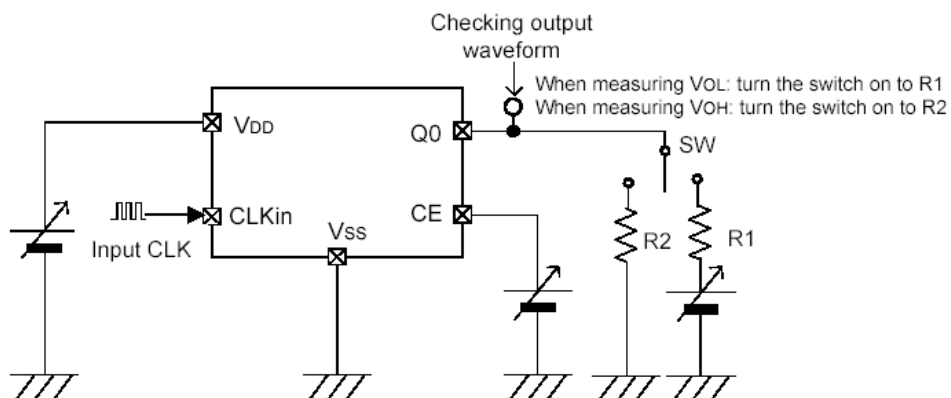 Checking output
waveform
When measuring VOL: turn the switch on to R1
When measuring VOH: turn the switch on to R2
VDD
Q0
SW
CLKin
CE
Input CLK
VSS
R2
R1